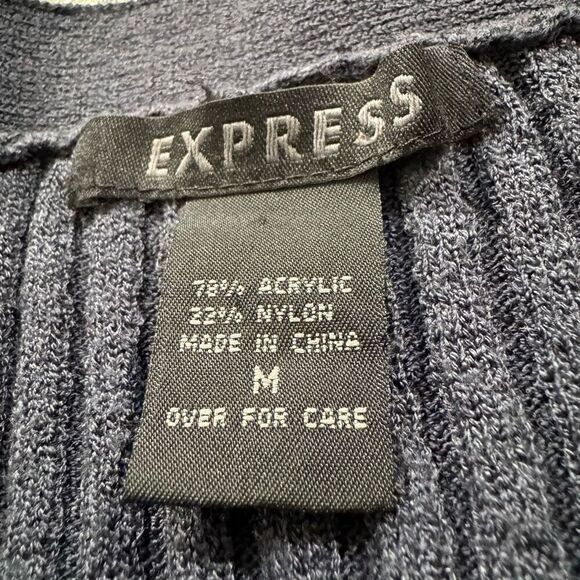 EXPRESS
78% ACRYLIC
22% NYLON
MADE IN CHINA
M
OVER FOR CARE